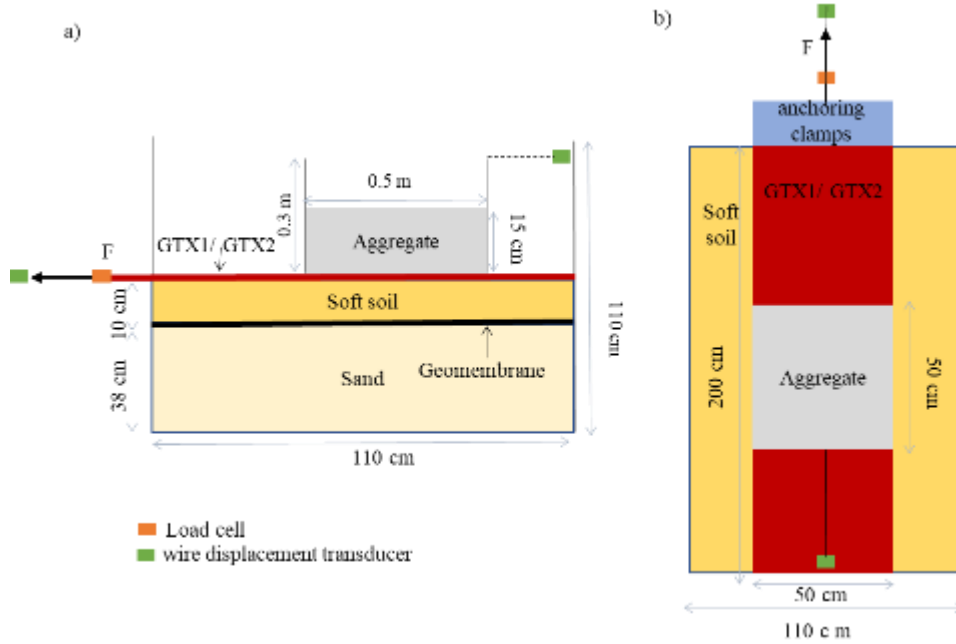 a)
0.5 m
0.3 m
15 cm
Aggregate
GTX1/ GTX2
F
Soft soil
10 cm
Geomembrane
Sand
38 cm
110 cm
110 cm
Load cell
wire displacement transducer
b)
F
anchoring
clamps
GTX1/ GTX2
Soft
soil
200 cm
Aggregate
50 cm
50 cm
110 c m